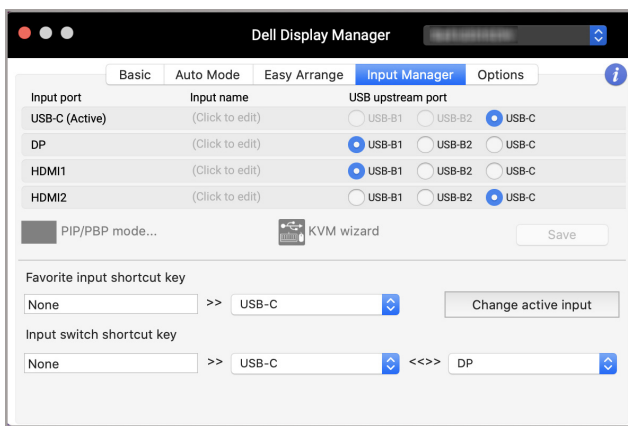 Dell Display Manager
Basic Auto Mode Easy Arrange Input Manager Options i
Input port Input name USB upstream port
USB-C (Active) (Click to edit) USB-B1 USB-B2 USB-C
DP (Click to edit) USB-B1 USB-B2 USB-C
HDMI1 (Click to edit) USB-B1 USB-B2 USB-C
HDMI2 (Click to edit) USB-B1 USB-B2 USB-C
PIP/PBP mode... KVM wizard Save
Favorite input shortcut key
None >> USB-C Change active input
Input switch shortcut key
None >> USB-C <<>> DP